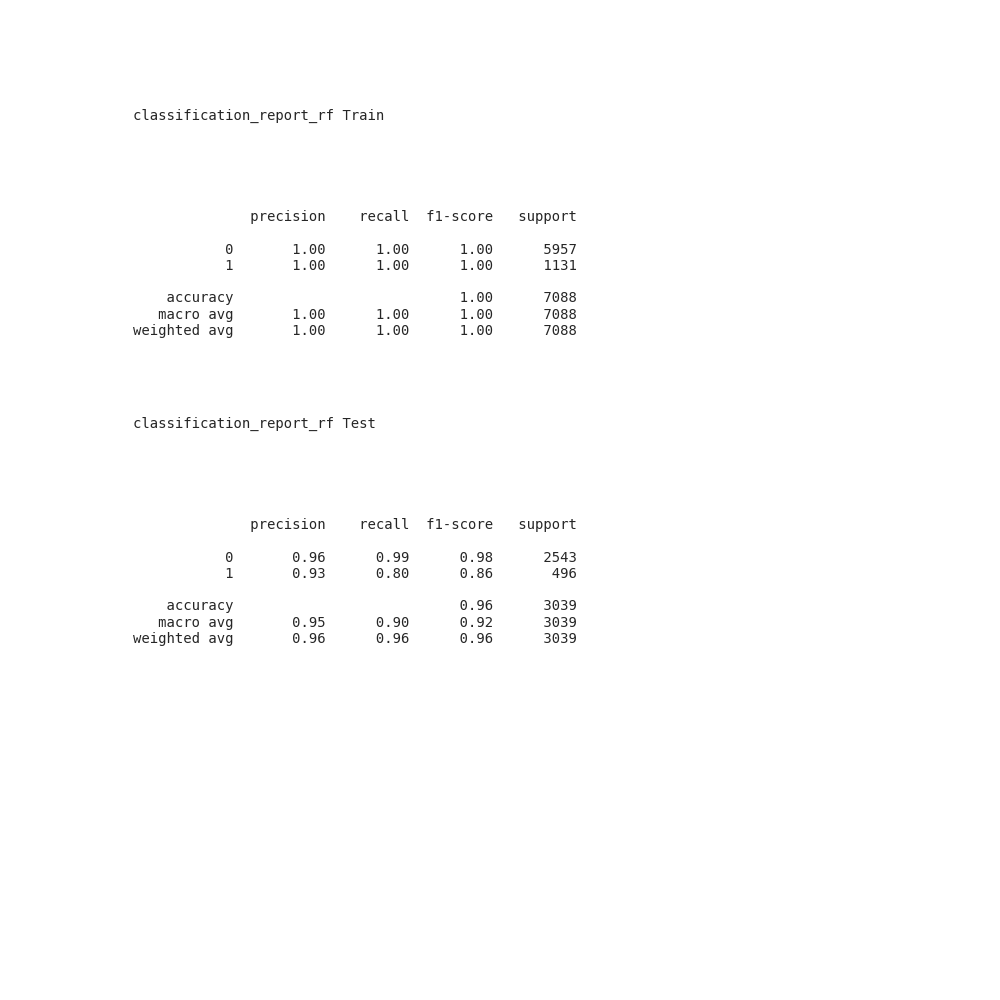 classification_report_rf Train
precision recall f1-score support
0 1.00 1.00 1.00 5957
1 1.00 1.00 1.00 1131
accuracy 1.00 7088
macro avg 1.00 1.00 1.00 7088
weighted avg 1.00 1.00 1.00 7088
classification_report_rf Test
precision recall f1-score support
0 0.96 0.99 0.98 2543
1 0.93 0.80 0.86 496
accuracy 0.96 3039
macro avg 0.95 0.90 0.92 3039
weighted avg 0.96 0.96 0.96 3039